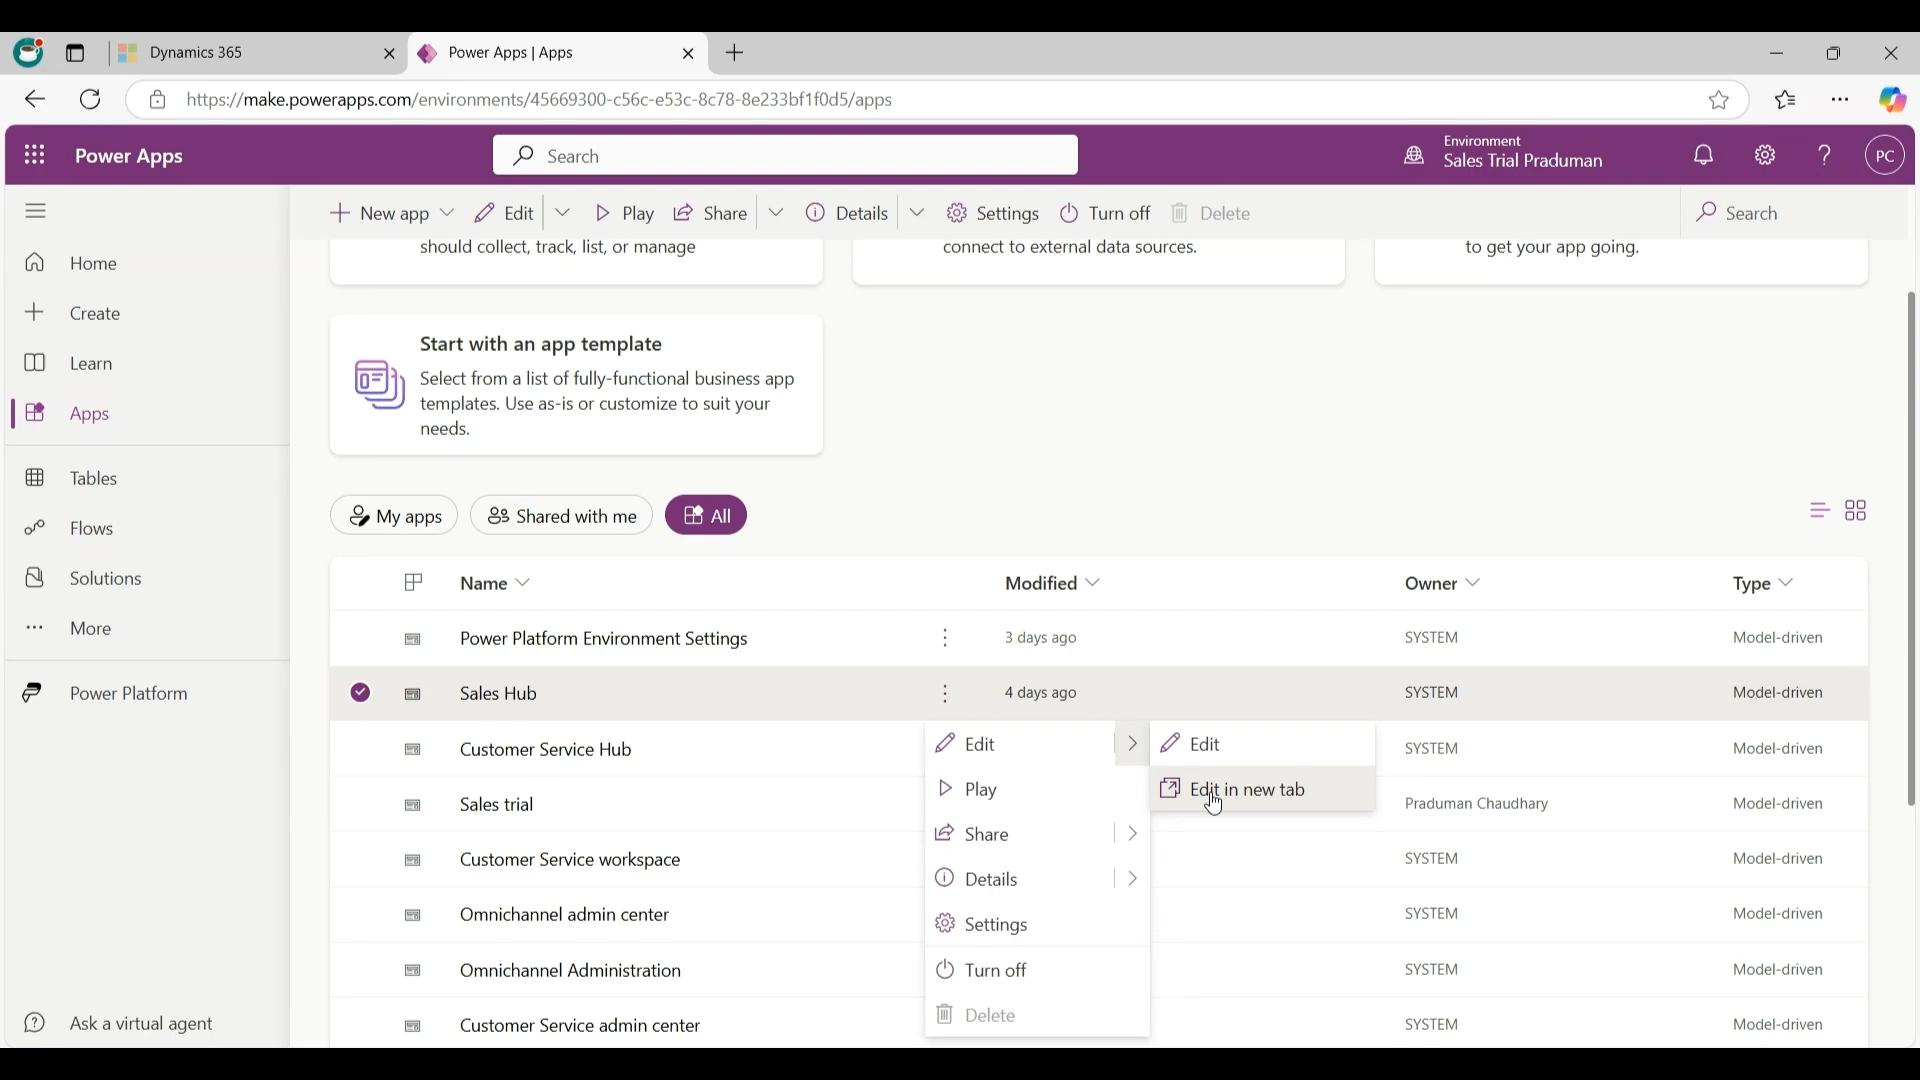 Dynamics 365
Power Apps | Apps
https://make.powerapps.com/environments/45669300-c56c-e53c-8c78-8e233bf1f0d5/apps
Power Apps
Search
Environment
Sales Trial Praduman
PC
New app
Edit
Play
Share
Details
Settings
Turn off
Delete
Search
Home
Create
Learn
Apps
Tables
Flows
Solutions
More
Power Platform
Ask a virtual agent
should collect, track, list, or manage
connect to external data sources.
to get your app going.
Start with an app template
Select from a list of fully-functional business app
templates. Use as-is or customize to suit your
needs.
My apps
Shared with me
All
Name Modified Owner Type
Power Platform Environment Settings 3 days ago SYSTEM Model-driven
Sales Hub 4 days ago SYSTEM Model-driven
Customer Service Hub SYSTEM Model-driven
Sales trial Praduman Chaudhary Model-driven
Customer Service workspace SYSTEM Model-driven
Omnichannel admin center SYSTEM Model-driven
Omnichannel Administration SYSTEM Model-driven
Customer Service admin center SYSTEM Model-driven
Edit
Play
Share
Details
Settings
Turn off
Delete
Edit
Edit in new tab